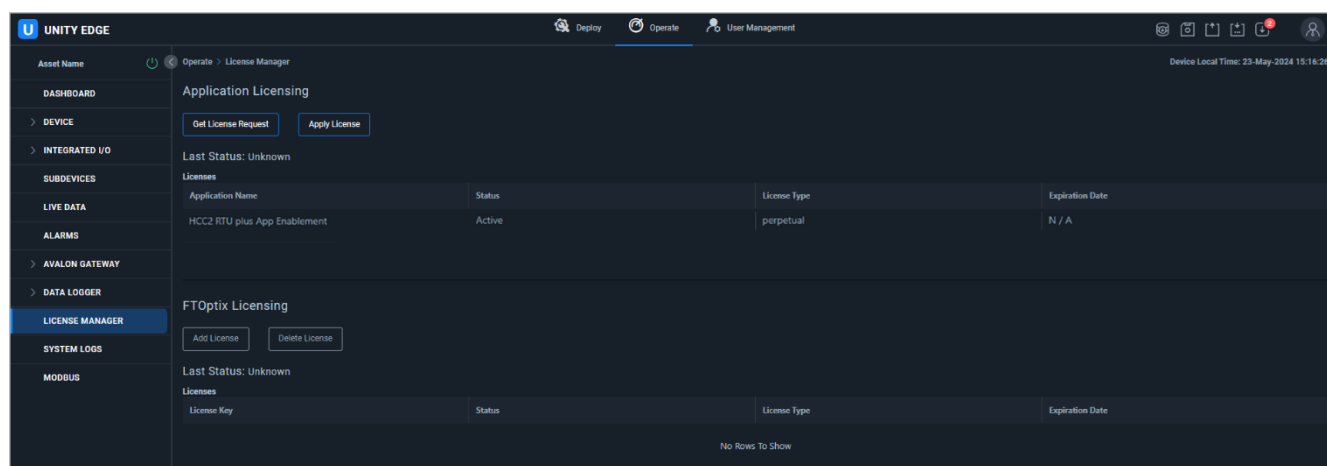 U UNITY EDGE
Deploy
Operate
User Management
2
Asset Name
Operate > License Manager
Device Local Time: 23-May-2024 15:16:26
DASHBOARD
DEVICE
INTEGRATED I/O
SUBDEVICES
LIVE DATA
ALARMS
AVALON GATEWAY
DATA LOGGER
LICENSE MANAGER
SYSTEM LOGS
MODBUS
Application Licensing
Get License Request
Apply License
Last Status: Unknown
Licenses
Application Name Status License Type Expiration Date
HCC2 RTU plus App Enablement Active perpetual N / A
FTOptix Licensing
Add License
Delete License
Last Status: Unknown
Licenses
License Key Status License Type Expiration Date
No Rows To Show